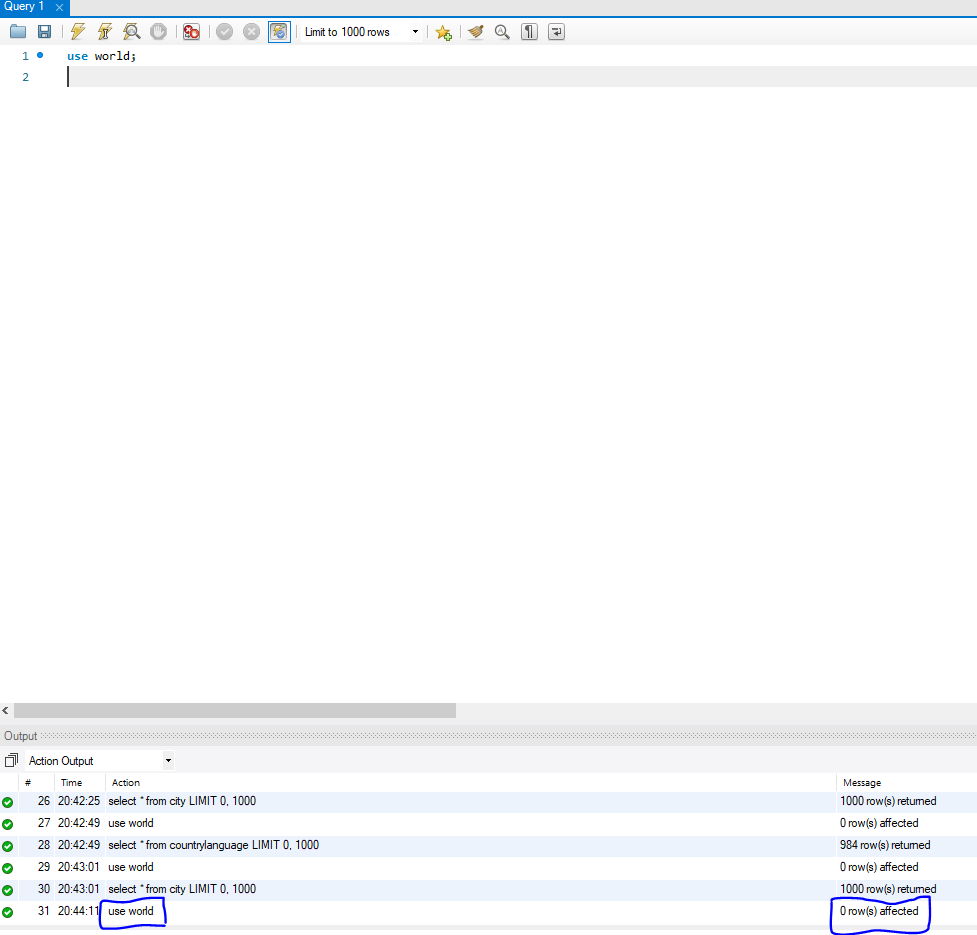 Query 1
Limit to 1000 rows
1 use world;
2
Output
Action Output
# Time Action Message
26 20:42:25 select * from city LIMIT 0, 1000 1000 row(s) returned
27 20:42:49 use world 0 row(s) affected
28 20:42:49 select * from countrylanguage LIMIT 0, 1000 984 row(s) returned
29 20:43:01 use world 0 row(s) affected
30 20:43:01 select * from city LIMIT 0, 1000 1000 row(s) returned
31 20:44:11 use world 0 row(s) affected